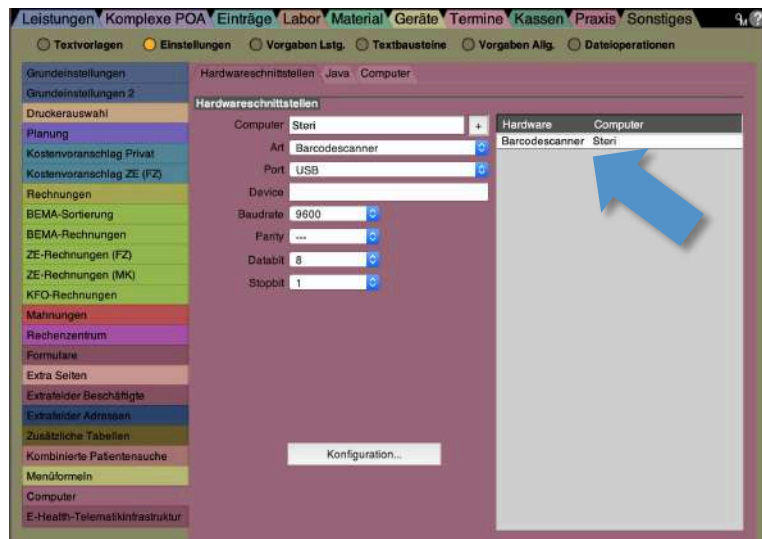 Leistungen Komplexe POA Einträge Labor Material Geräte Termine Kassen Praxis Sonstiges
Textvorlagen Einstellungen Vorgaben Lstg. Textbausteine Vorgaben Allg. Dateioperationen
Hardwareschnittstellen Java Computer
Grundeinstellungen
Grundeinstellungen 2
Druckerauswahl
Planung
Kostenvoranschlag Privat
Kostenvoranschlag ZE (FZ)
Rechnungen
BEMA-Sortierung
BEMA-Rechnungen
ZE-Rechnungen (FZ)
ZE-Rechnungen (MK)
KFO-Rechnungen
Mahnungen
Rechenzentrum
Formulare
Extra Seiten
Extrafelder Beschäftigte
Extrafelder Adressen
Zusätzliche Tabellen
Kombinierte Patientensuche
Menüformeln
Computer
E-Health-Telematikinfrastruktur
Hardwareschnittstellen
Computer Steri +
Art Barcodescanner
Port USB
Device
Baudrate 9600
Parity ---
Databit 8
Stopbit 1
Konfiguration...
Hardware Computer
Barcodescanner Steri